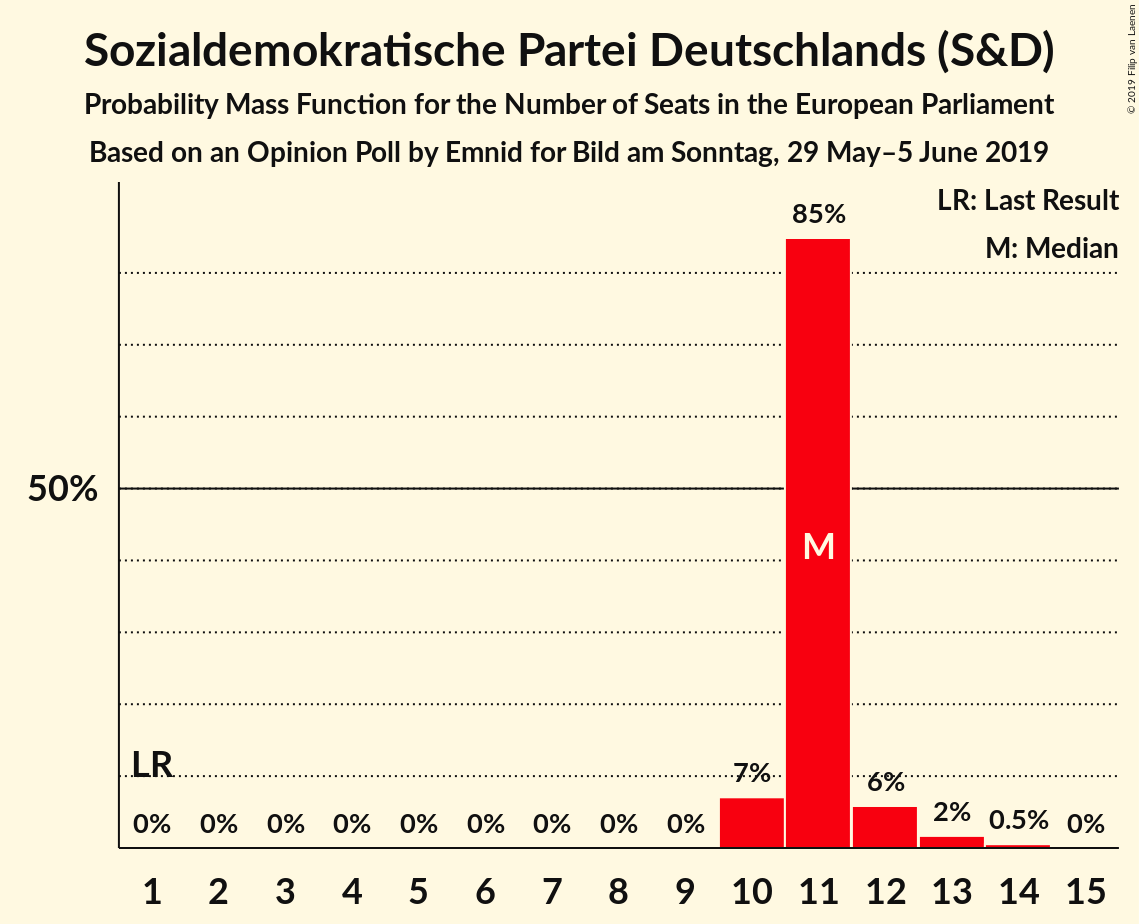 Sozialdemokratische Partei Deutschlands (S&D)
Probability Mass Function for the Number of Seats in the European Parliament
Based on an Opinion Poll by Emnid for Bild am Sonntag, 29 May–5 June 2019
© 2019 Filip van Laenen
LR: Last Result
M: Median
85%
50%
M
LR
0% 0% 0% 0% 0% 0% 0% 0% 0% 7% 6% 2% 0.5% 0%
1 2 3 4 5 6 7 8 9 10 11 12 13 14 15